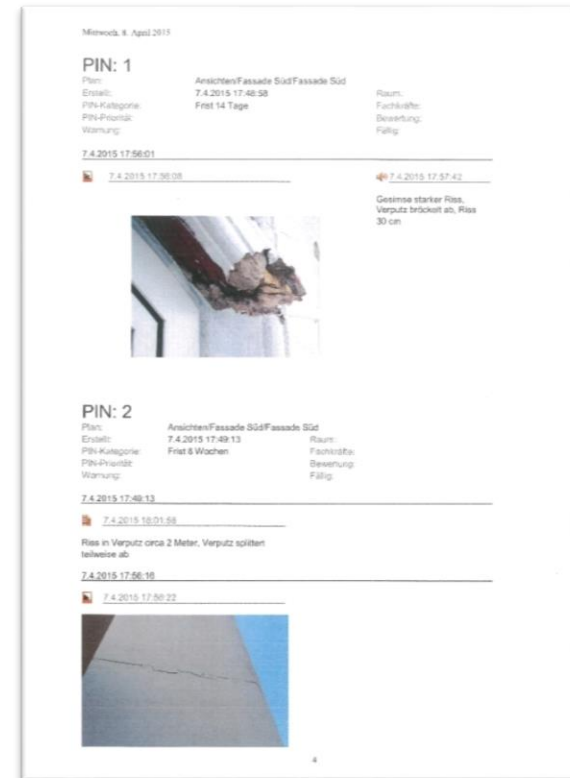 Mittwoch, 8. April 2015
PIN: 1
Plan: Ansichten/Fassade Süd/Fassade Süd
Erstellt: 7.4.2015 17:48:58 Raum:
PIN-Kategorie: Frist 14 Tage Fachkräfte:
PIN-Priorität: Bewertung:
Warnung: Fällig:
7.4.2015 17:56:01
7.4.2015 17:56:08 7.4.2015 17:57:42
Gesimse starker Riss,
Verputz bröckelt ab, Riss
30 cm
PIN: 2
Plan: Ansichten/Fassade Süd/Fassade Süd
Erstellt: 7.4.2015 17:49:13 Raum:
PIN-Kategorie: Frist 8 Wochen Fachkräfte:
PIN-Priorität: Bewertung:
Warnung: Fällig:
7.4.2015 17:49:13
7.4.2015 18:01:58
Riss in Verputz circa 2 Meter, Verputz splittert
teilweise ab
7.4.2015 17:56:16
7.4.2015 17:56:22
4